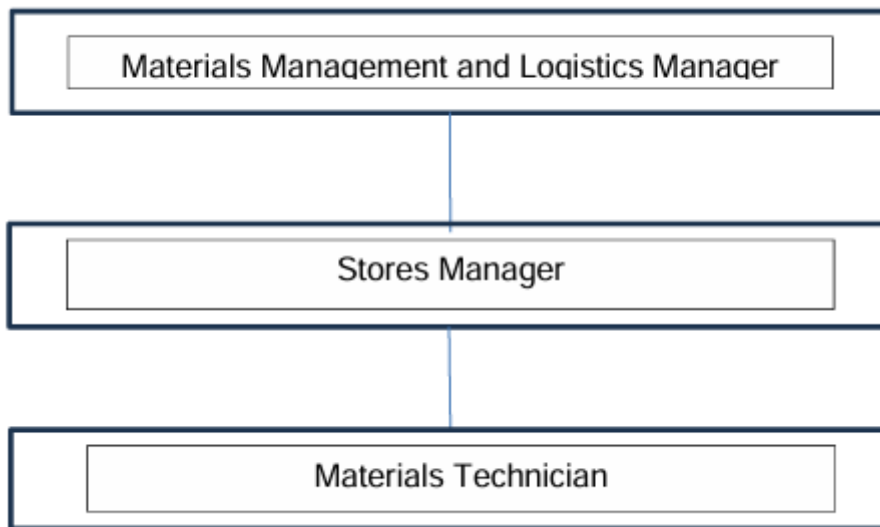 Materials Management and Logistics Manager
Stores Manager
Materials Technician